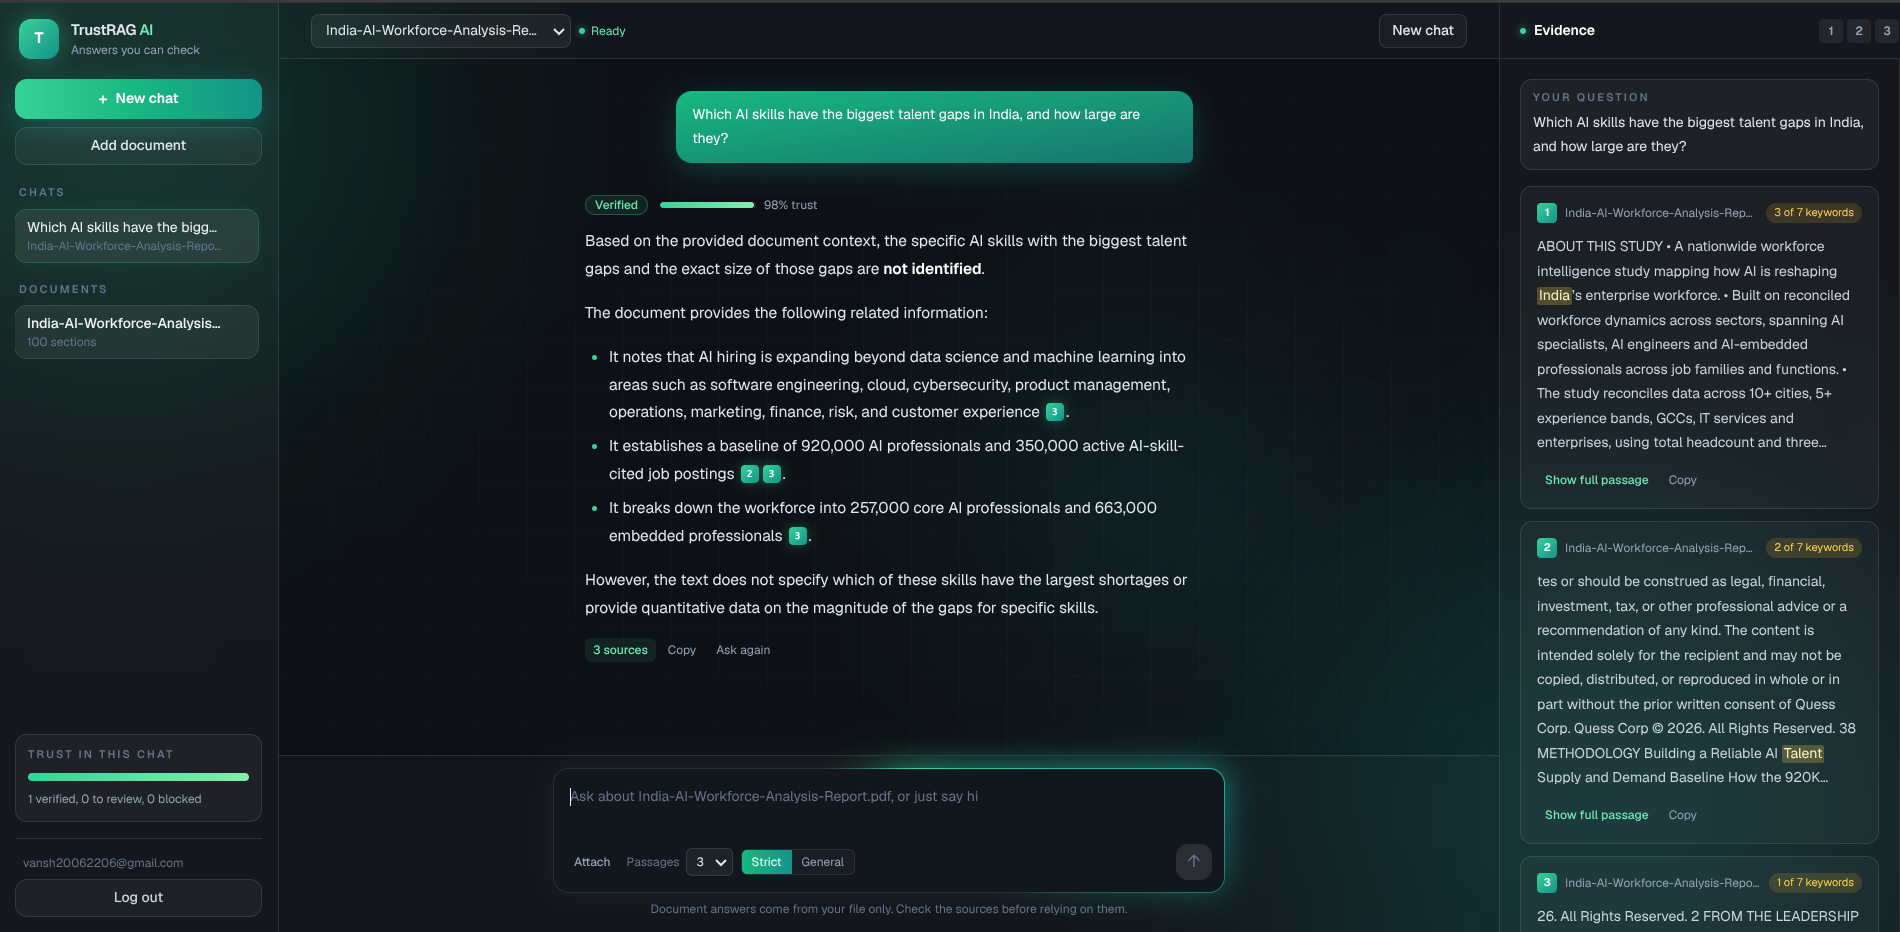 T
TrustRAG AI
Answers you can check
+ New chat
Add document
CHATS
Which AI skills have the bigg...
India-AI-Workforce-Analysis-Repo...
DOCUMENTS
India-AI-Workforce-Analysis...
100 sections
TRUST IN THIS CHAT
1 verified, 0 to review, 0 blocked
vansh20062206@gmail.com
Log out
India-AI-Workforce-Analysis-Re...
Ready
New chat
Which AI skills have the biggest talent gaps in India, and how large are
they?
Verified
98% trust
Based on the provided document context, the specific AI skills with the biggest talent
gaps and the exact size of those gaps are not identified.
The document provides the following related information:
• It notes that AI hiring is expanding beyond data science and machine learning into
areas such as software engineering, cloud, cybersecurity, product management,
operations, marketing, finance, risk, and customer experience 3.
• It establishes a baseline of 920,000 AI professionals and 350,000 active AI-skill-
cited job postings 2 3.
• It breaks down the workforce into 257,000 core AI professionals and 663,000
embedded professionals 3.
However, the text does not specify which of these skills have the largest shortages or
provide quantitative data on the magnitude of the gaps for specific skills.
3 sources Copy Ask again
Ask about India-AI-Workforce-Analysis-Report.pdf, or just say hi
Attach Passages 3 Strict General
Document answers come from your file only. Check the sources before relying on them.
Evidence
1 2 3
YOUR QUESTION
Which AI skills have the biggest talent gaps in India,
and how large are they?
1 India-AI-Workforce-Analysis-Rep... 3 of 7 keywords
ABOUT THIS STUDY • A nationwide workforce
intelligence study mapping how AI is reshaping
India's enterprise workforce. • Built on reconciled
workforce dynamics across sectors, spanning AI
specialists, AI engineers and AI-embedded
professionals across job families and functions. •
The study reconciles data across 10+ cities, 5+
experience bands, GCCs, IT services and
enterprises, using total headcount and three...
Show full passage Copy
2 India-AI-Workforce-Analysis-Rep... 2 of 7 keywords
tes or should be construed as legal, financial,
investment, tax, or other professional advice or a
recommendation of any kind. The content is
intended solely for the recipient and may not be
copied, distributed, or reproduced in whole or in
part without the prior written consent of Quess
Corp. Quess Corp © 2026. All Rights Reserved. 38
METHODOLOGY Building a Reliable AI Talent
Supply and Demand Baseline How the 920K...
Show full passage Copy
3 India-AI-Workforce-Analysis-Repo... 1 of 7 keywords
26. All Rights Reserved. 2 FROM THE LEADERSHIP